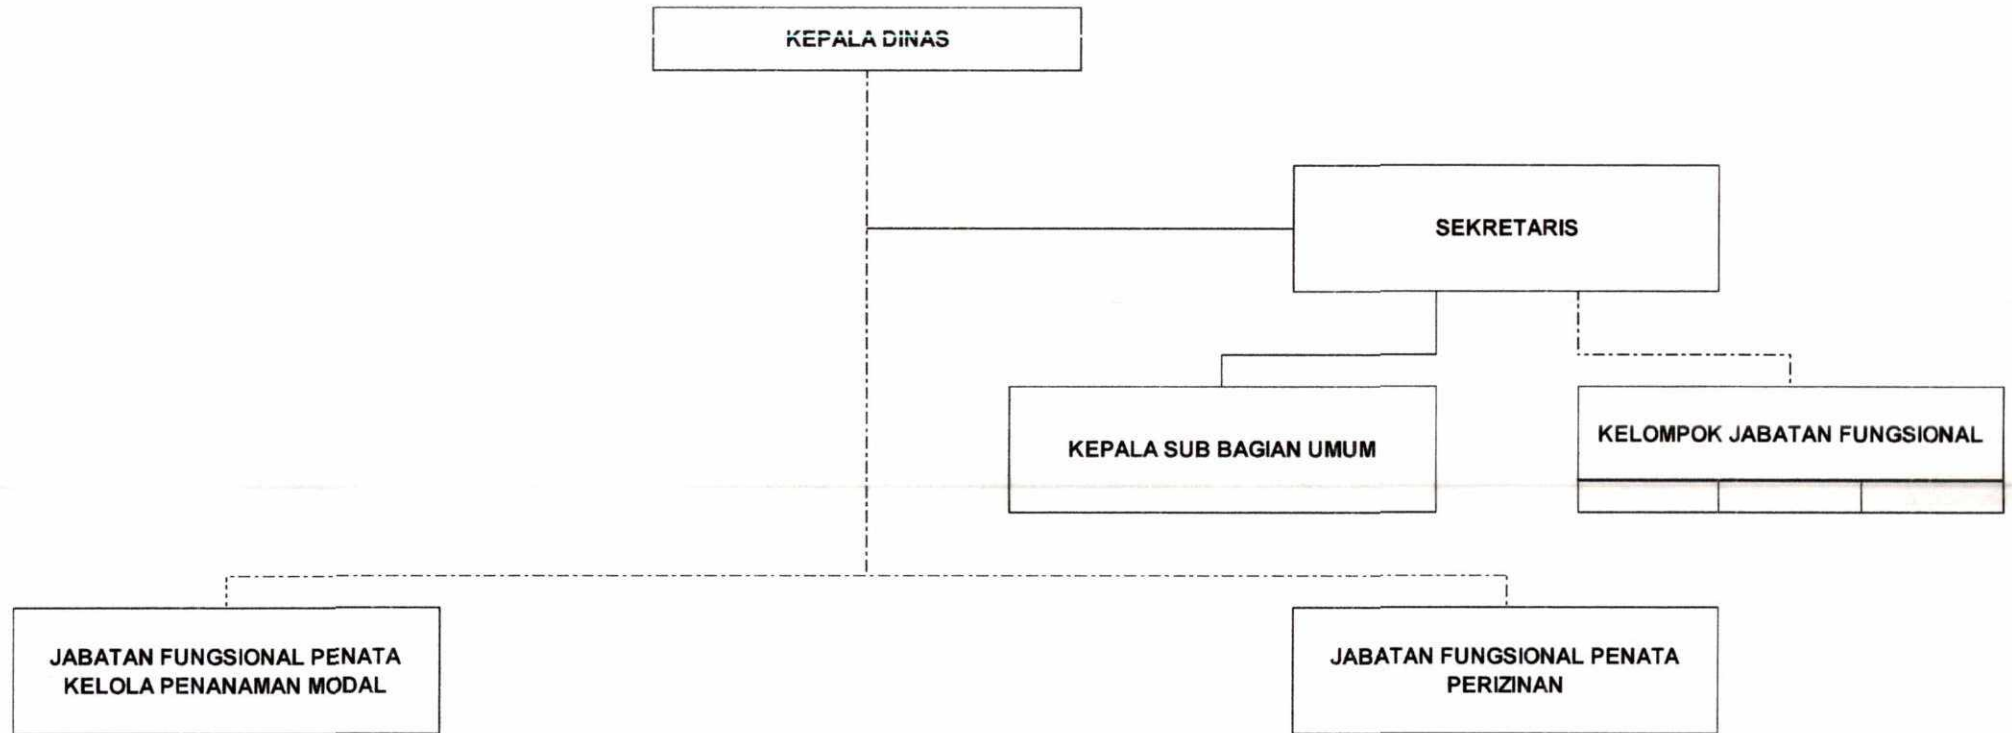 KEPALA DINAS
SEKRETARIS
KEPALA SUB BAGIAN UMUM
KELOMPOK JABATAN FUNGSIONAL
JABATAN FUNGSIONAL PENATA
KELOLA PENANAMAN MODAL
JABATAN FUNGSIONAL PENATA
PERIZINAN